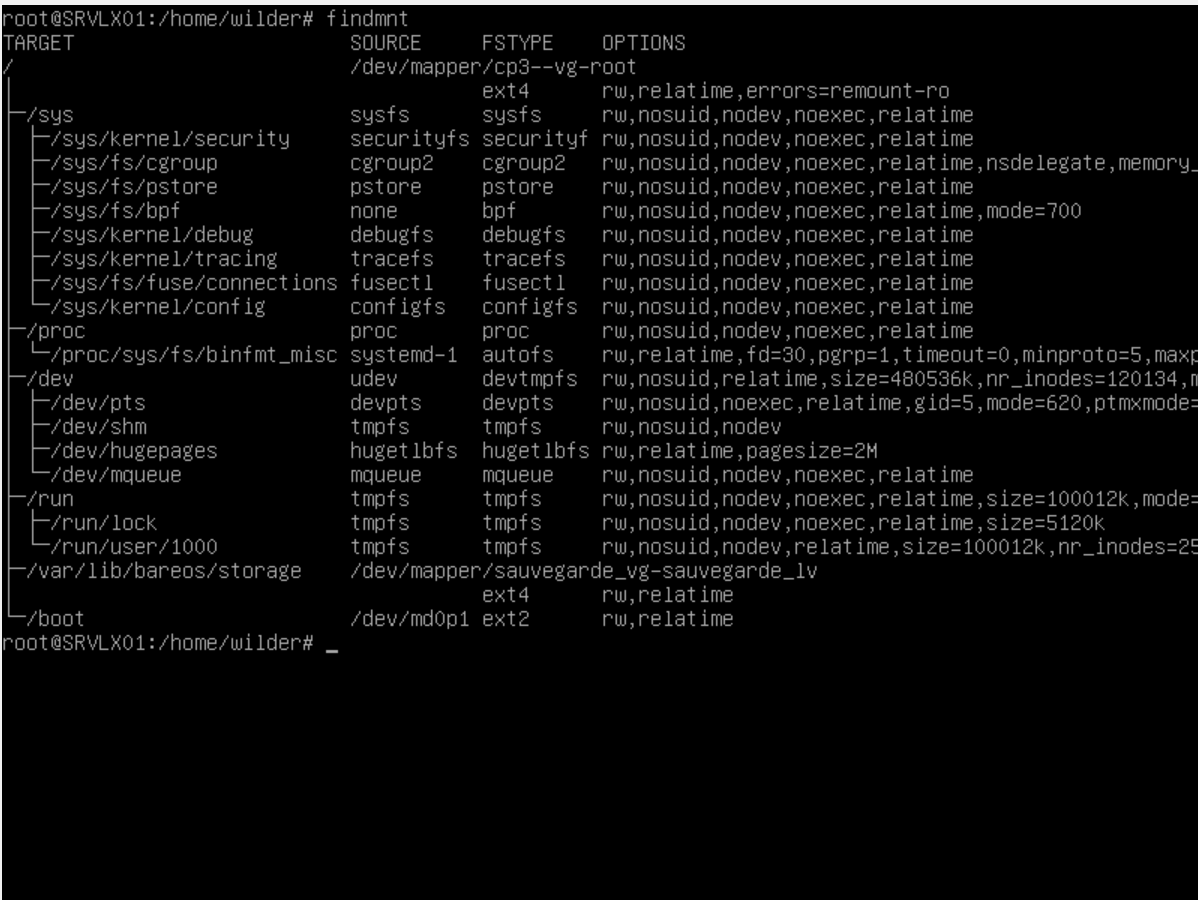 root@SRVLX01:/home/wilder# findmnt
TARGET SOURCE FSTYPE OPTIONS
/ /dev/mapper/cp3--vg-root
ext4 rw,relatime,errors=remount-ro
├─/sys sysfs sysfs rw,nosuid,nodev,noexec,relatime
│ ├─/sys/kernel/security securityfs securityf rw,nosuid,nodev,noexec,relatime
│ ├─/sys/fs/cgroup cgroup2 cgroup2 rw,nosuid,nodev,noexec,relatime,nsdelegate,memory_
│ ├─/sys/fs/pstore pstore pstore rw,nosuid,nodev,noexec,relatime
│ ├─/sys/fs/bpf none bpf rw,nosuid,nodev,noexec,relatime,mode=700
│ ├─/sys/kernel/debug debugfs debugfs rw,nosuid,nodev,noexec,relatime
│ ├─/sys/kernel/tracing tracefs tracefs rw,nosuid,nodev,noexec,relatime
│ ├─/sys/fs/fuse/connections fusectl fusectl rw,nosuid,nodev,noexec,relatime
│ └─/sys/kernel/config configfs configfs rw,nosuid,nodev,noexec,relatime
├─/proc proc proc rw,nosuid,nodev,noexec,relatime
│ └─/proc/sys/fs/binfmt_misc systemd-1 autofs rw,relatime,fd=30,pgrp=1,timeout=0,minproto=5,maxp
├─/dev udev devtmpfs rw,nosuid,relatime,size=480536k,nr_inodes=120134,m
│ ├─/dev/pts devpts devpts rw,nosuid,noexec,relatime,gid=5,mode=620,ptmxmode=
│ ├─/dev/shm tmpfs tmpfs rw,nosuid,nodev
│ ├─/dev/hugepages hugetlbfs hugetlbfs rw,relatime,pagesize=2M
│ └─/dev/mqueue mqueue mqueue rw,nosuid,nodev,noexec,relatime
├─/run tmpfs tmpfs rw,nosuid,nodev,noexec,relatime,size=100012k,mode=
│ ├─/run/lock tmpfs tmpfs rw,nosuid,nodev,noexec,relatime,size=5120k
│ └─/run/user/1000 tmpfs tmpfs rw,nosuid,nodev,relatime,size=100012k,nr_inodes=25
├─/var/lib/bareos/storage /dev/mapper/sauvegarde_vg-sauvegarde_lv
ext4 rw,relatime
└─/boot /dev/md0p1 ext2 rw,relatime
root@SRVLX01:/home/wilder# _